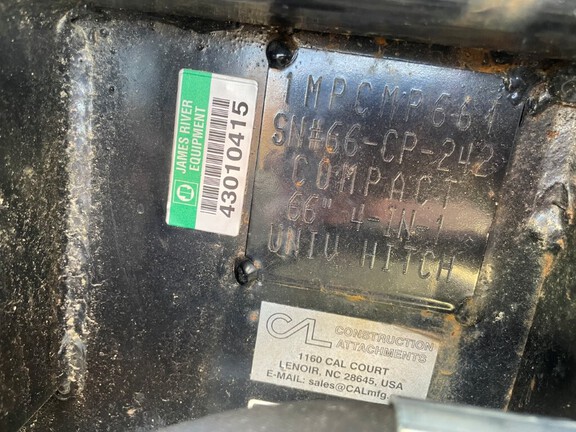 JAMES RIVER
EQUIPMENT
43010415
SN#66-CP-242
COMPACT
66" 4-IN-1
UNIV HITCH
CAL CONSTRUCTION
ATTACHMENTS
1160 CAL COURT
LENOIR, NC 28645, USA
E-MAIL: sales@CALmfg.